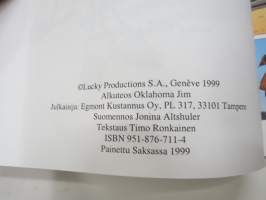 ©Lucky Productions S.A., Genève 1999
Alkuteos Oklahoma Jim
Julkaisija: Egmont Kustannus Oy, PL 317, 33101 Tampere
Suomennos Jonina Altshuler
Tekstaus Timo Ronkainen
ISBN 951-876-711-4
Painettu Saksassa 1999